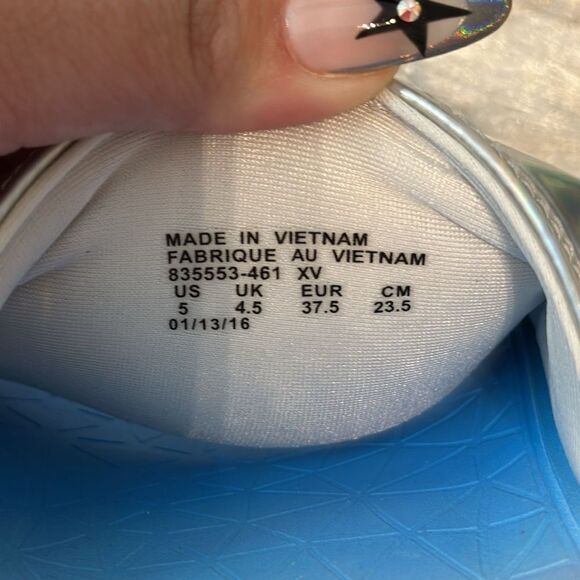 MADE IN VIETNAM
FABRIQUE AU VIETNAM
835553-461 XV
US UK EUR CM
5 4.5 37.5 23.5
01/13/16